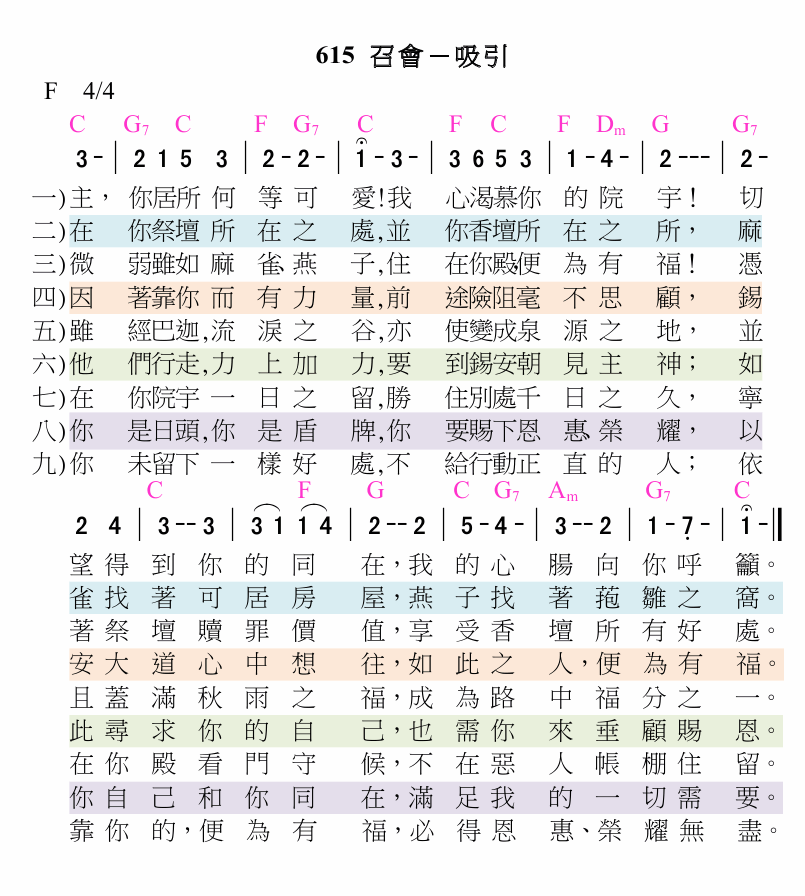 615 召會－吸引
F 4/4
C G7 C F G7 C F C F Dm G G7
3 - | 2 1 5 3 | 2 - 2 - | 1 - 3 - | 3 6 5 3 | 1 - 4 - | 2 --- | 2 -
一)主，你居所何等可愛!我心渴慕你的院宇！切
二)在你祭壇所在之處,並你香壇所在之所，麻
三)微弱雖如麻雀、燕子,住在你殿便為有福！憑
四)因著靠你而有力量,前途險阻毫不思顧，錫
五)雖經巴迦,流淚之谷,亦使變成泉源之地，並
六)他們行走,力上加力,要到錫安朝見主神；如
七)在你院宇一日之留,勝住別處千日之久，寧
八)你是日頭,你是盾牌,你要賜下恩惠、榮耀，以
九)你未留下一樣好處,不給行動正直的人；依
C F G C G7 Am G7 C
2 4 | 3 -- 3 | 3 1 1 4 | 2 -- 2 | 5 - 4 - | 3 -- 2 | 1 - 7 - | 1 -
望得到你的同在，我的心腸向你呼籲。
雀找著可居房屋，燕子找著菢雛之窩。
著祭壇贖罪價值，享受香壇所有好處。
安大道心中想往，如此之人，便為有福。
且蓋滿秋雨之福，成為路中福分之一。
此尋求你的自己，也需你來垂顧賜恩。
在你殿看門守候，不在惡人帳棚住留。
你自己和你同在，滿足我的一切需要。
靠你的，便為有福，必得恩惠、榮耀無盡。